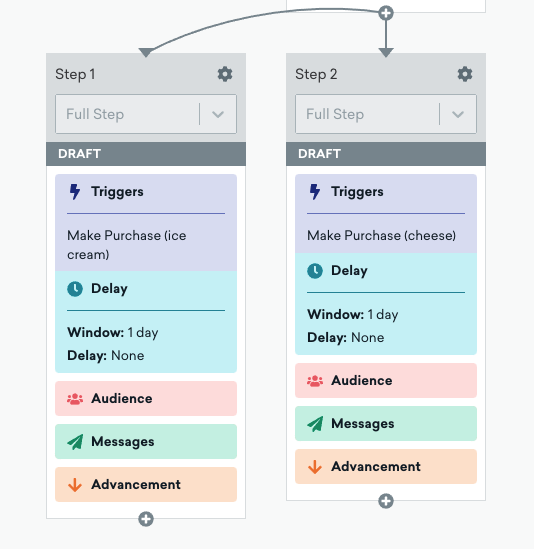 Step 1
Full Step
DRAFT
Triggers
Make Purchase (ice
cream)
Delay
Window: 1 day
Delay: None
Audience
Messages
Advancement
Step 2
Full Step
DRAFT
Triggers
Make Purchase (cheese)
Delay
Window: 1 day
Delay: None
Audience
Messages
Advancement